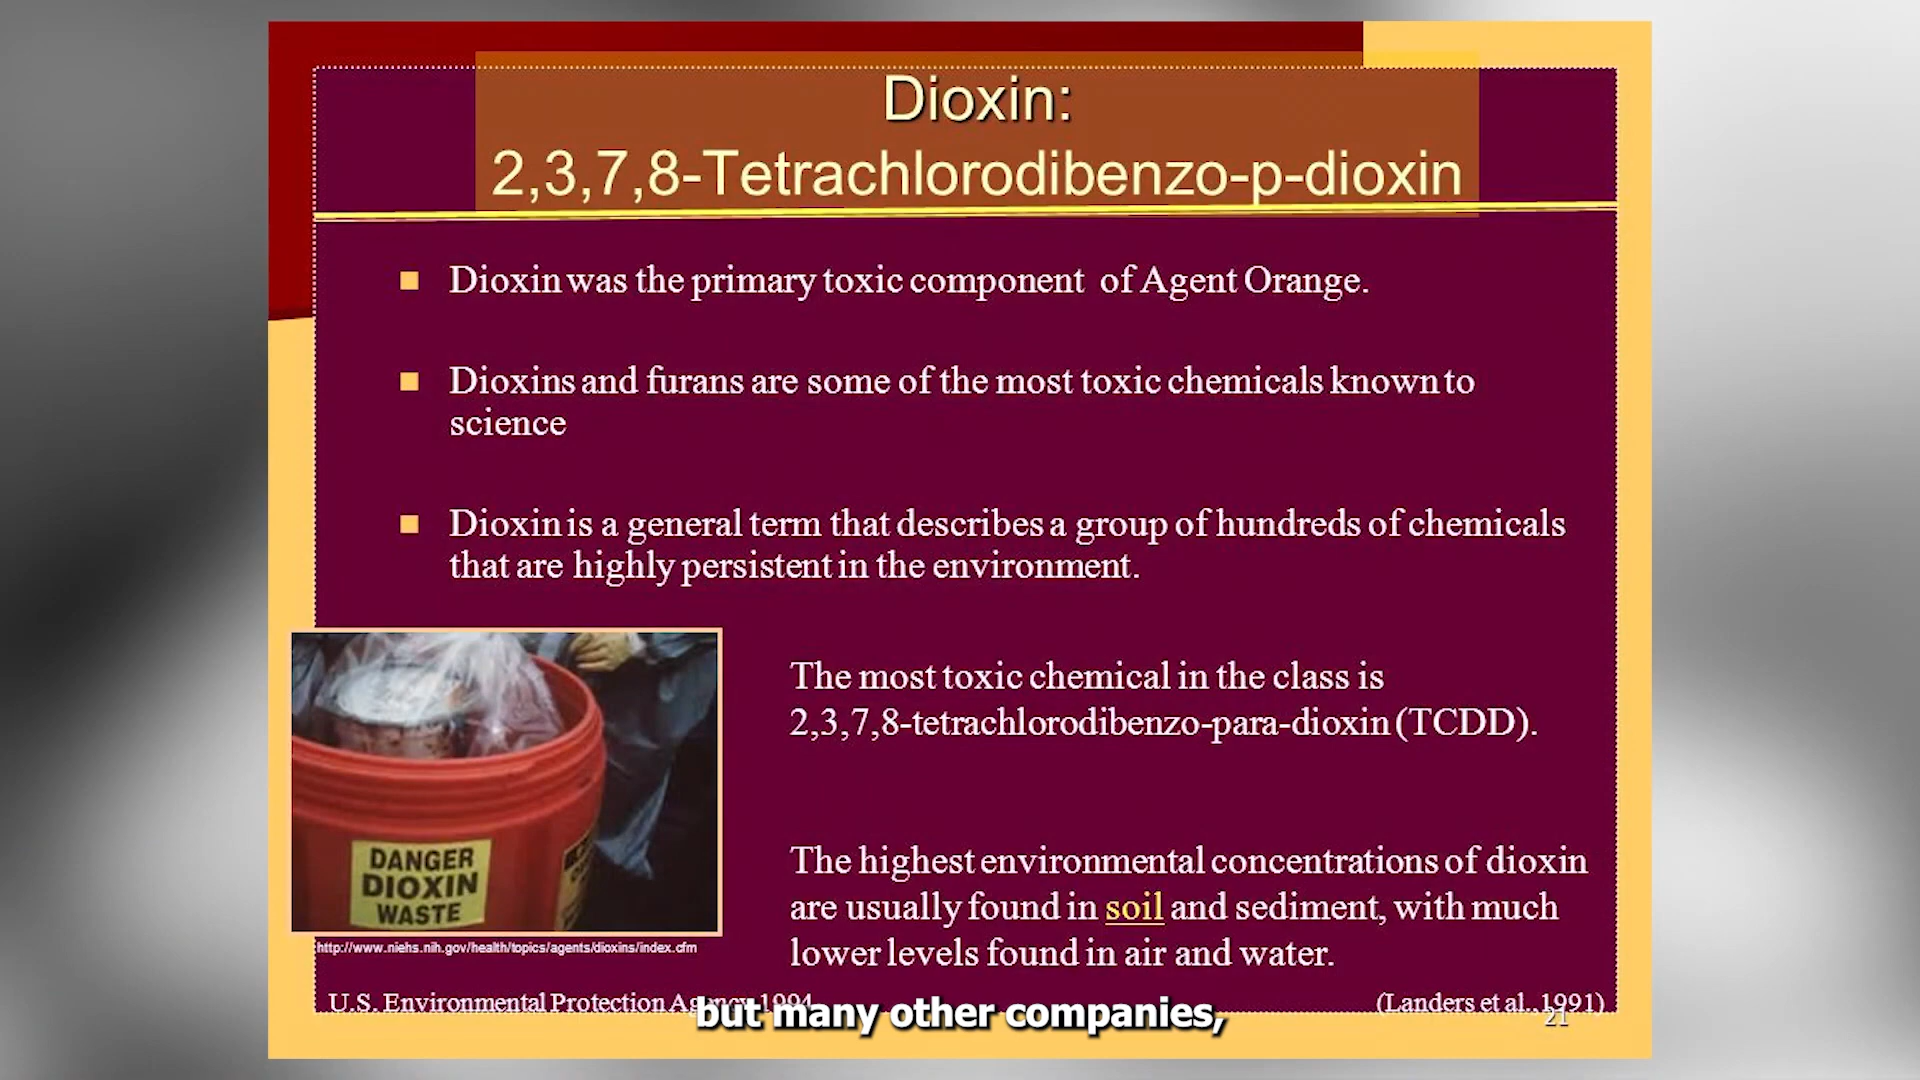 Dioxin:
2,3,7,8-Tetrachlorodibenzo-p-dioxin
Dioxin was the primary toxic component of Agent Orange.
Dioxins and furans are some of the most toxic chemicals known to
science
Dioxin is a general term that describes a group of hundreds of chemicals
that are highly persistent in the environment.
The most toxic chemical in the class is
2,3,7,8-tetrachlorodibenzo-para-dioxin (TCDD).
DANGER
DIOXIN
WASTE
The highest environmental concentrations of dioxin
are usually found in soil and sediment, with much
lower levels found in air and water.
http://www.niehs.nih.gov/health/topics/agents/dioxins/index.cfm
U.S. Environmental Protection Agency 1994
(Landers et al., 1991)
21
but many other companies,